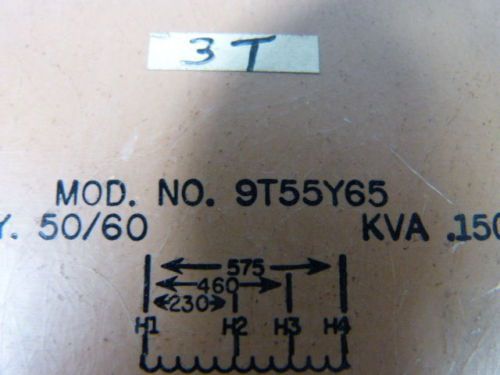 3T
MOD. NO. 9T55Y65
Y. 50/60 KVA .150
575
460
230
H1 H2 H3 H4